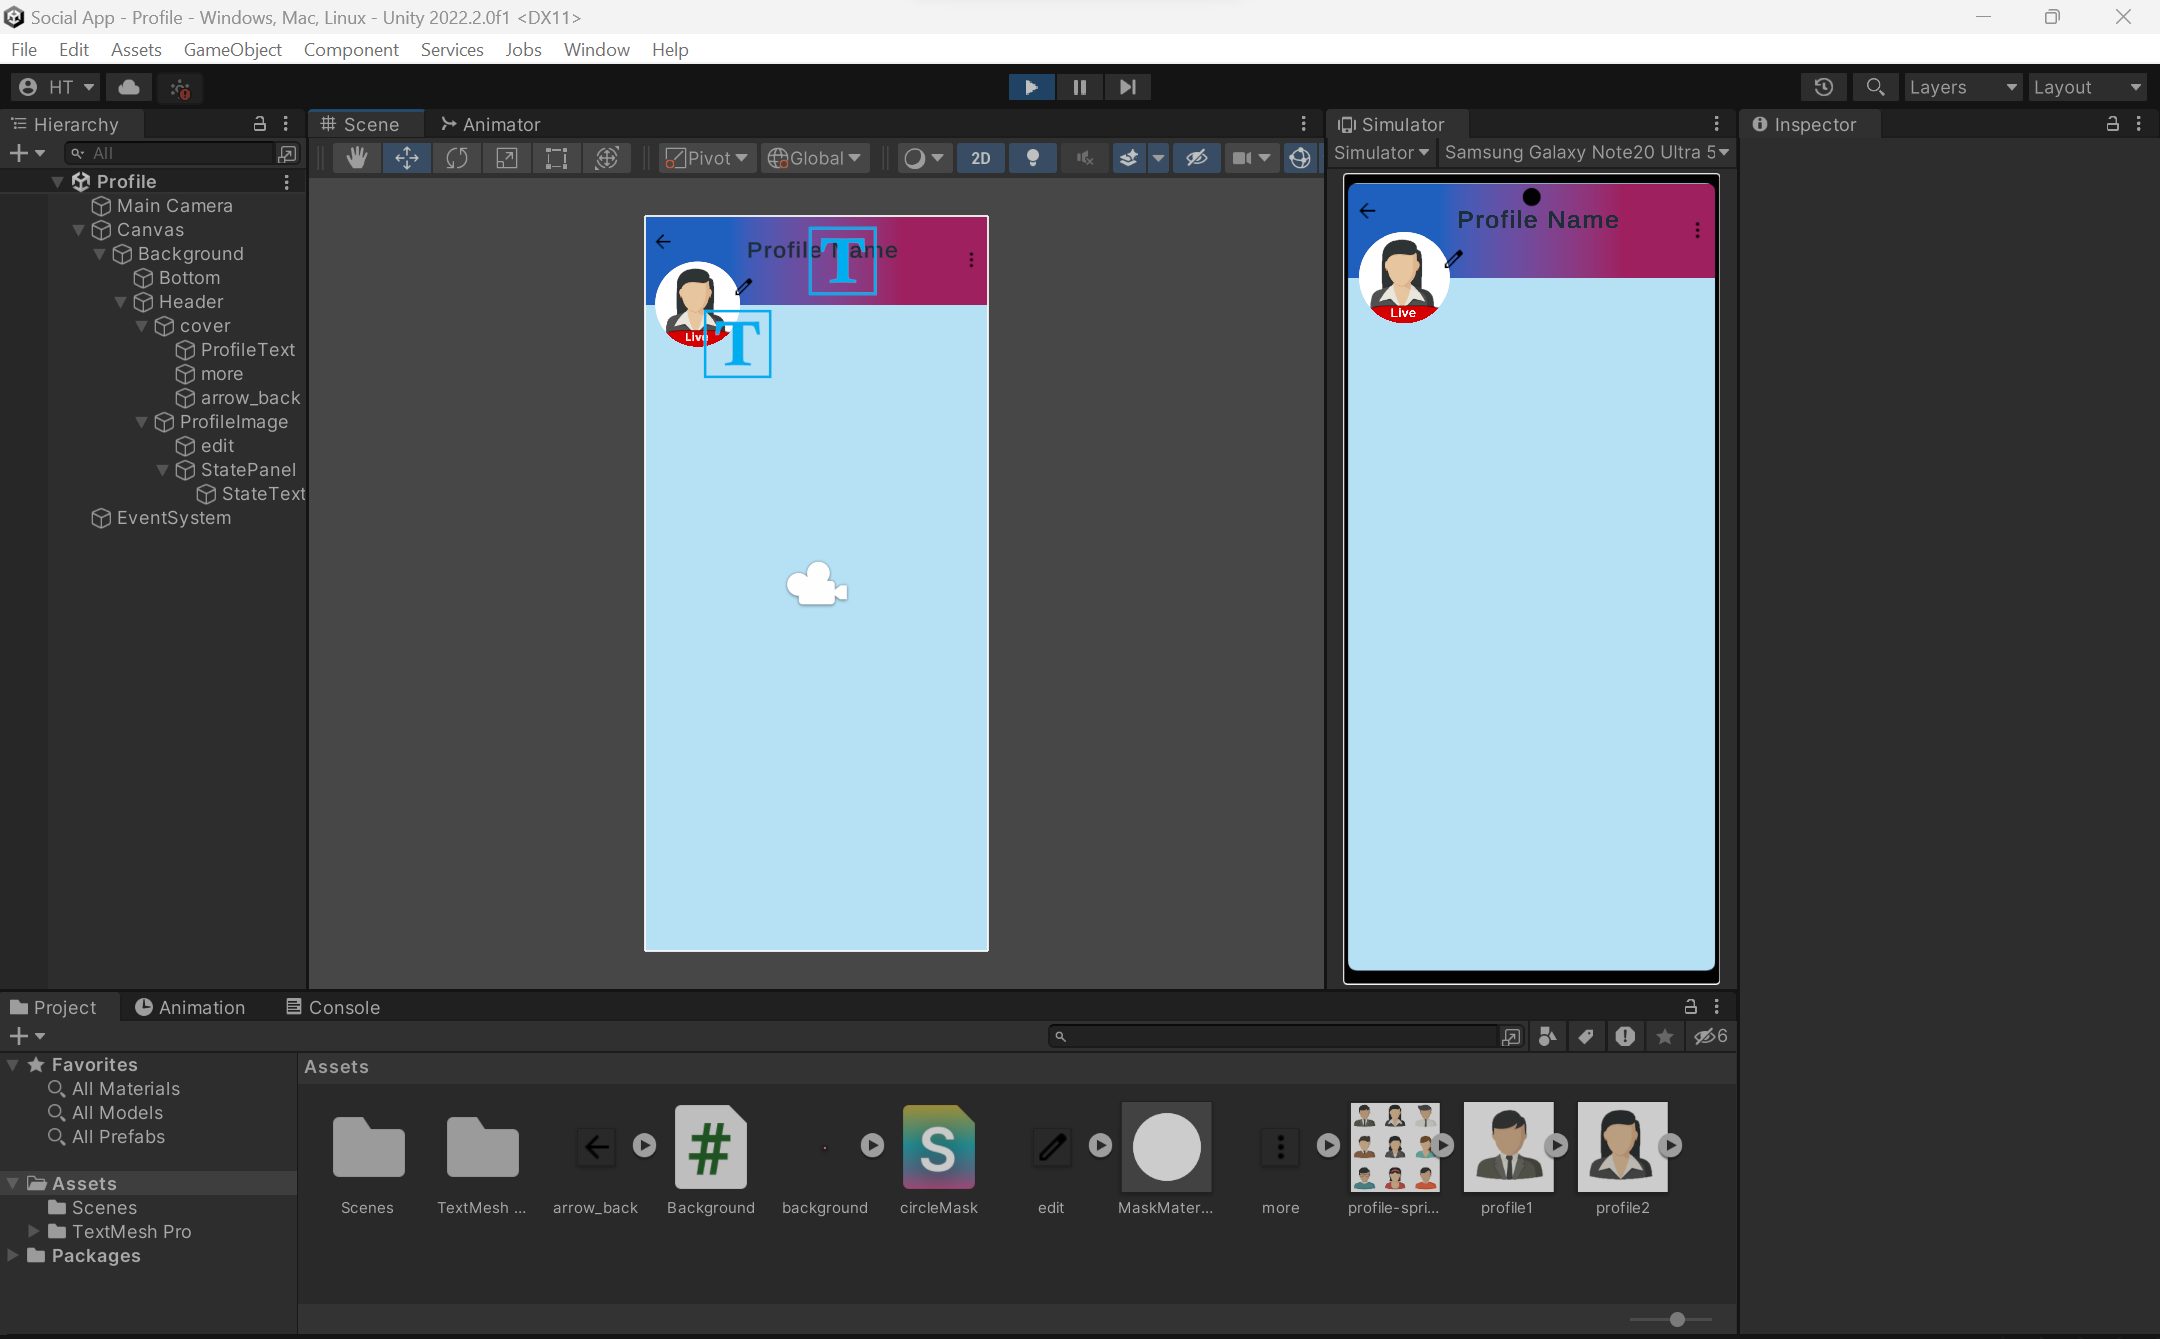 Social App - Profile - Windows, Mac, Linux - Unity 2022.2.0f1 <DX11>
File Edit Assets GameObject Component Services Jobs Window Help
HT Layers Layout
Hierarchy
All
Profile
Main Camera
Canvas
Background
Bottom
Header
cover
ProfileText
more
arrow_back
ProfileImage
edit
StatePanel
StateText
EventSystem
Scene Animator
Pivot Global 2D
Profile Name
T
Live
T
Simulator
Simulator Samsung Galaxy Note20 Ultra 5
Profile Name
Live
Inspector
Project Animation Console
6
Favorites
All Materials
All Models
All Prefabs
Assets
Scenes
TextMesh Pro
Packages
Assets
# S
Scenes TextMesh ... arrow_back Background background circleMask edit MaskMater... more profile-spri... profile1 profile2